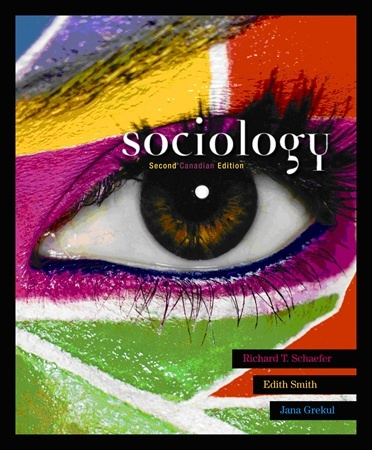 sociology
Second Canadian Edition
Richard T. Schaefer
Edith Smith
Jana Grekul